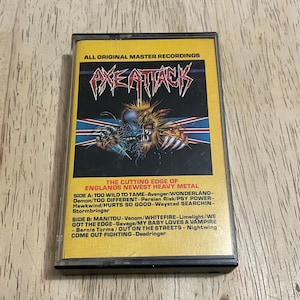 ALL ORIGINAL MASTER RECORDINGS
AXE ATTACK
THE CUTTING EDGE OF
ENGLANDS NEWEST HEAVY METAL
SIDE A: TOO WILD TO TAME-Avenger/WONDERLAND-
Demon/TOO DIFFERENT-Persian Risk/PSY POWER-
Hawkwind/HURTS SO GOOD-Waysted SEARCHIN-
Stormbringer
SIDE B: MANITOU-Venom/WHITEFIRE-Limelight/WE
GOT THE EDGE-Savage/MY BABY LOVES A VAMPIRE
-Bernie Torme/OUT ON THE STREETS-Nightwing
COME OUT FIGHTING-Deadringer